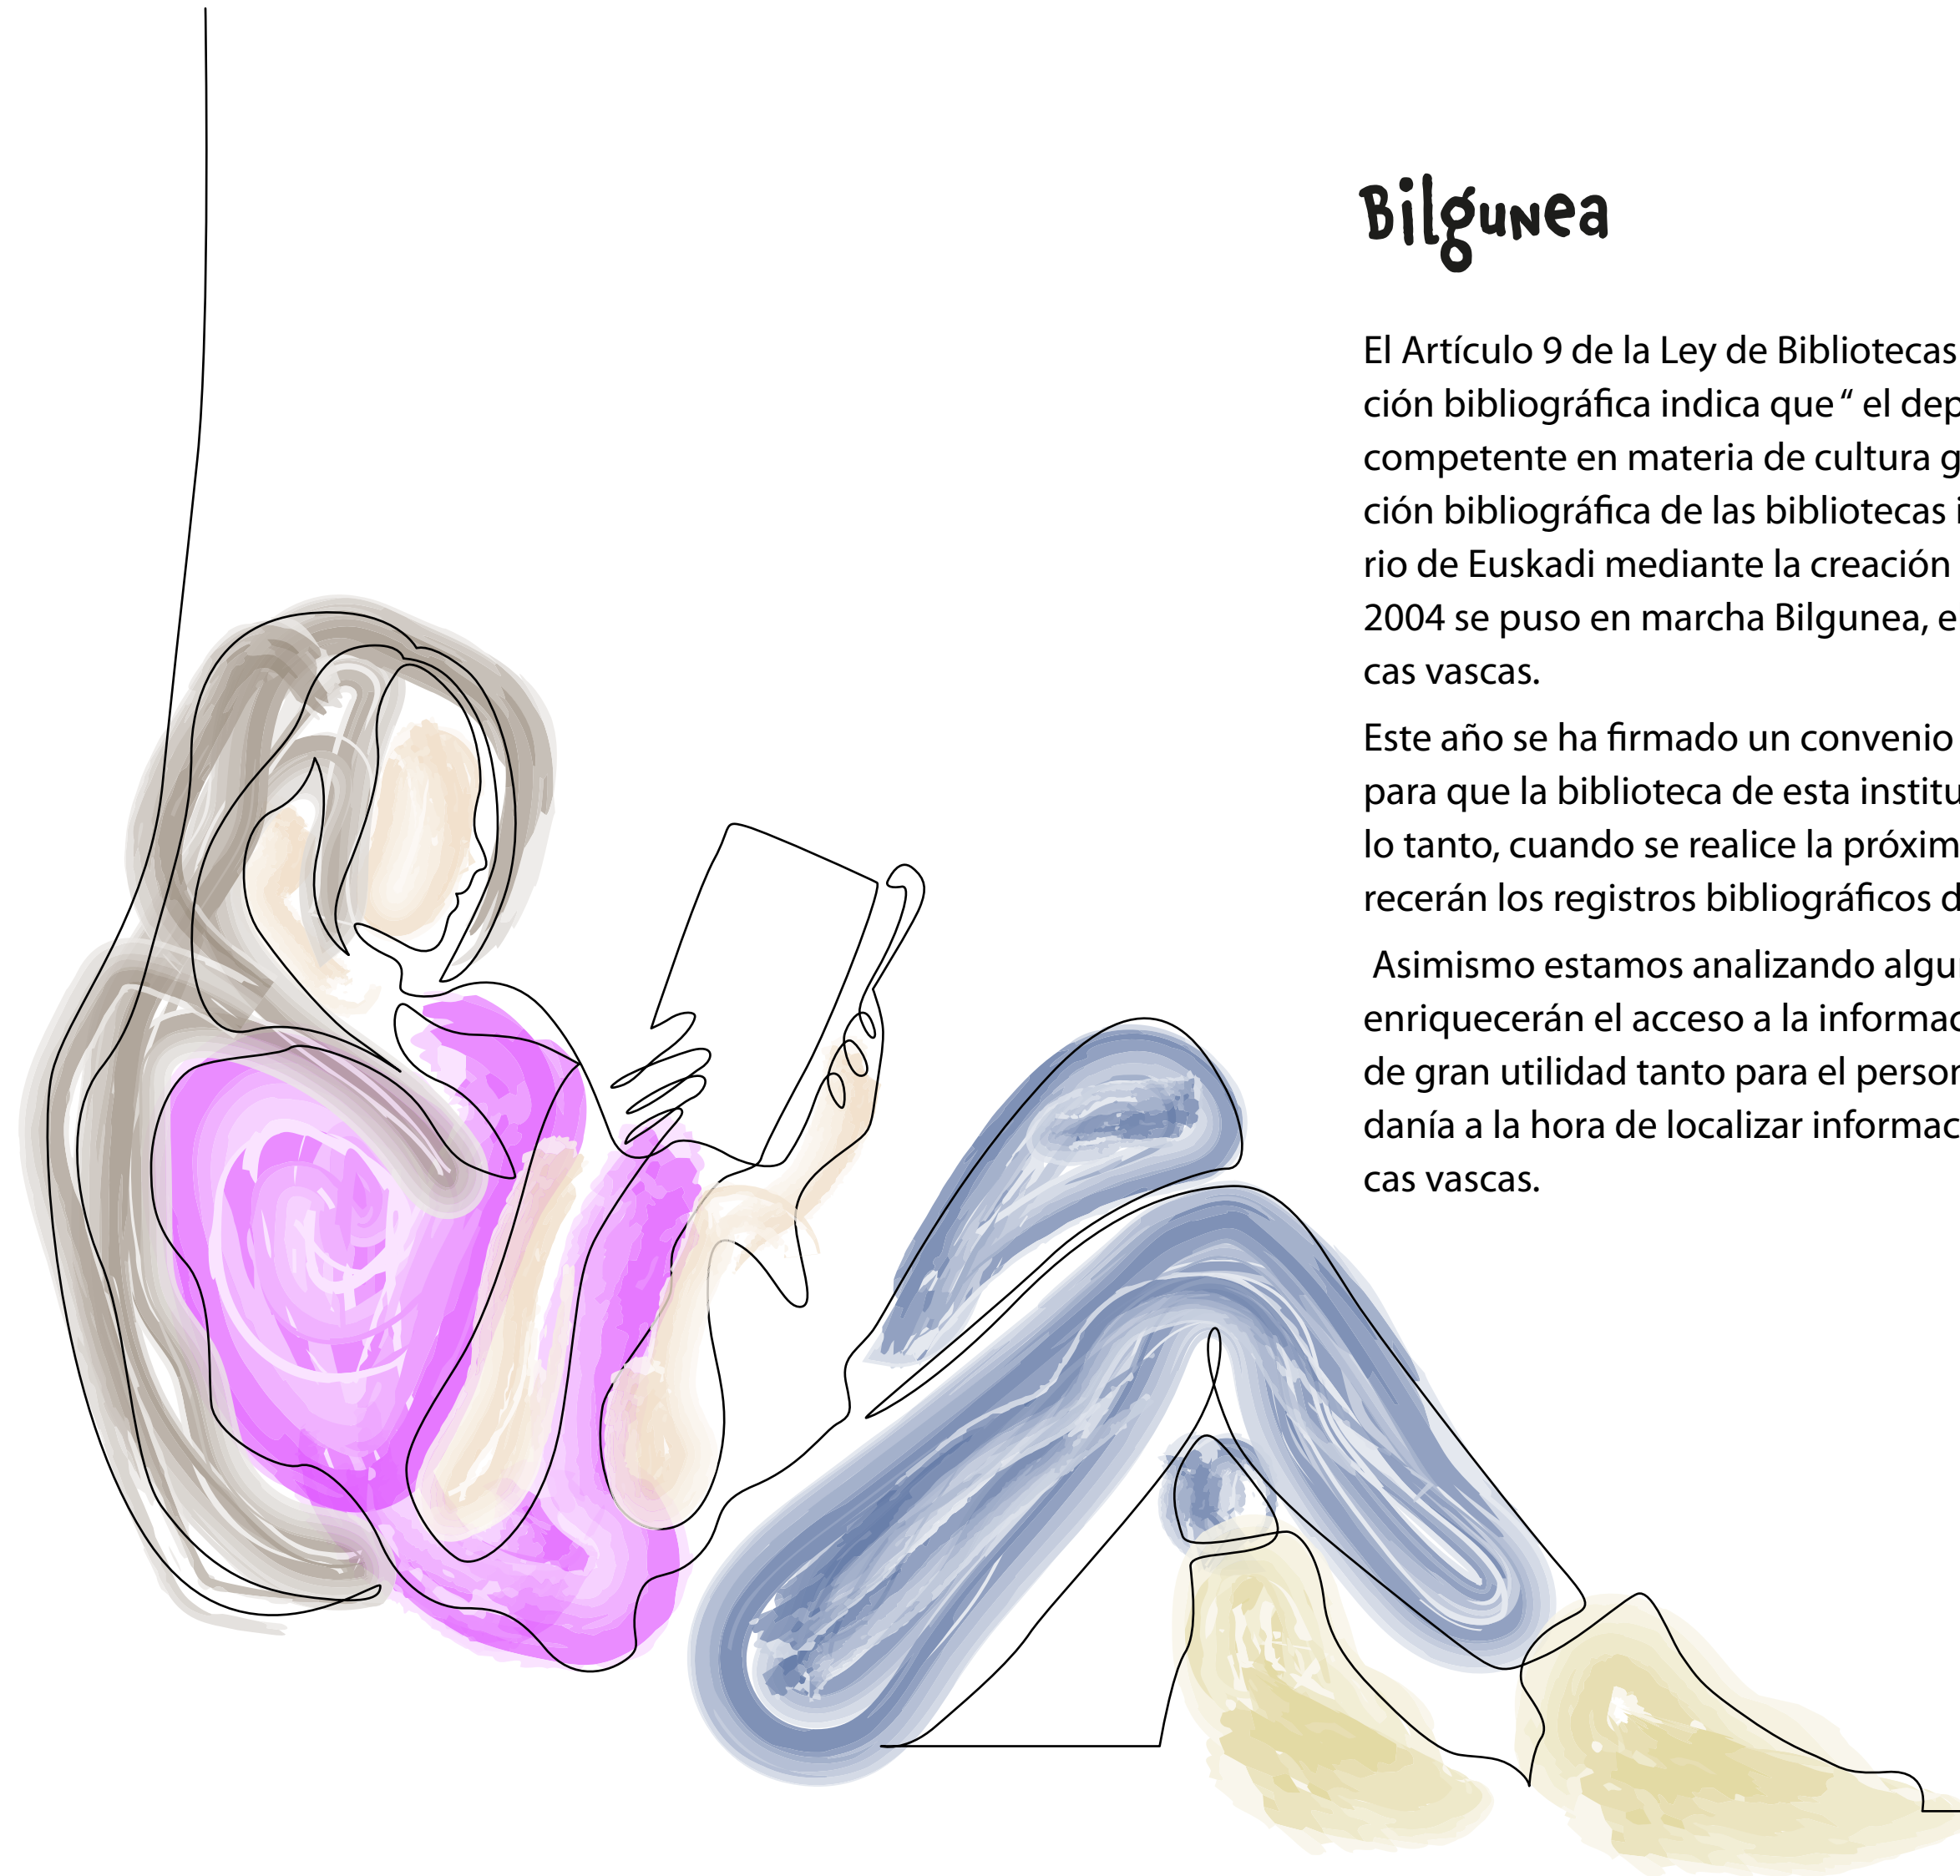 Bilgunea
El Artículo 9 de la Ley de Bibliotecas
ción bibliográfica indica que “ el dep
competente en materia de cultura g
ción bibliográfica de las bibliotecas i
rio de Euskadi mediante la creación
2004 se puso en marcha Bilgunea, e
cas vascas.
Este año se ha firmado un convenio
para que la biblioteca de esta institu
lo tanto, cuando se realice la próxim
recerán los registros bibliográficos d
Asimismo estamos analizando algu
enriquecerán el acceso a la informac
de gran utilidad tanto para el person
danía a la hora de localizar informac
cas vascas.